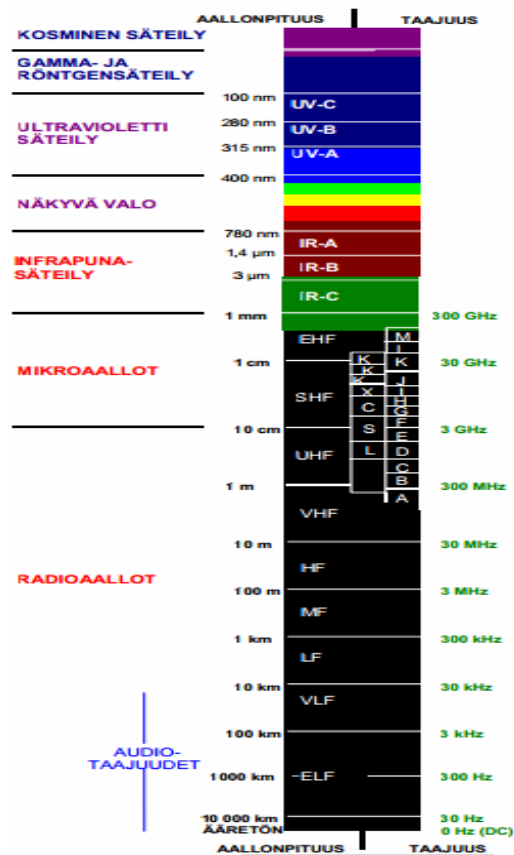 AALLONPITUUS TAAJUUS
KOSMINEN SÄTEILY
GAMMA- JA
RÖNTGENSÄTEILY
100 nm UV-C
ULTRAVIOLETTI
SÄTEILY
280 nm UV-B
315 nm UV-A
400 nm
NÄKYVÄ VALO
780 nm
IR-A
INFRAPUNA-
SÄTEILY
1,4 µm
IR-B
3 µm
IR-C
1 mm 300 GHz
EHF M
L
K K
1 cm 30 GHz
MIKROAALLOT
K
K J
X I
SHF H
C G
F
10 cm S 3 GHz
E
UHF L D
C
1 m B 300 MHz
A
VHF
10 m 30 MHz
HF
RADIOAALLOT
100 m 3 MHz
MF
1 km 300 kHz
LF
10 km 30 kHz
VLF
100 km 3 kHz
AUDIO-
TAAJUUDET
1000 km ELF 300 Hz
10 000 km 30 Hz
ÄÄRETÖN 0 Hz (DC)
AALLONPITUUS TAAJUUS